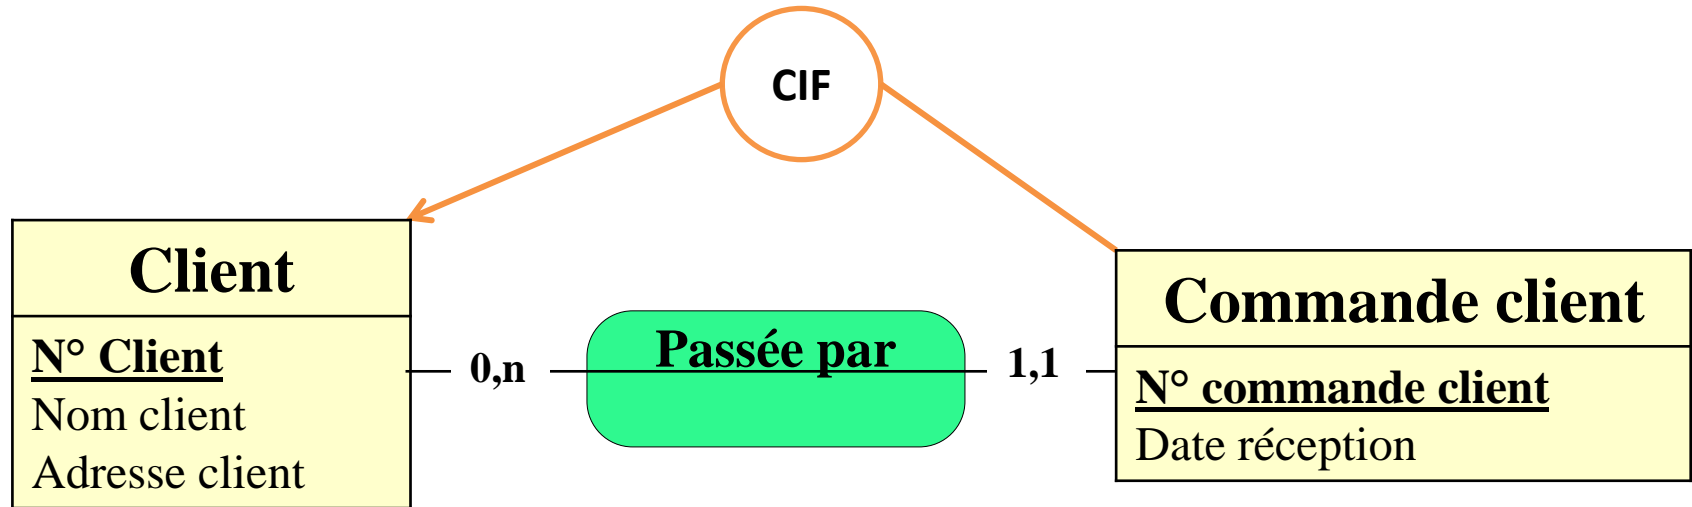 CIF
Client
N° Client
Nom client
Adresse client
0,n
Passée par
1,1
Commande client
N° commande client
Date réception